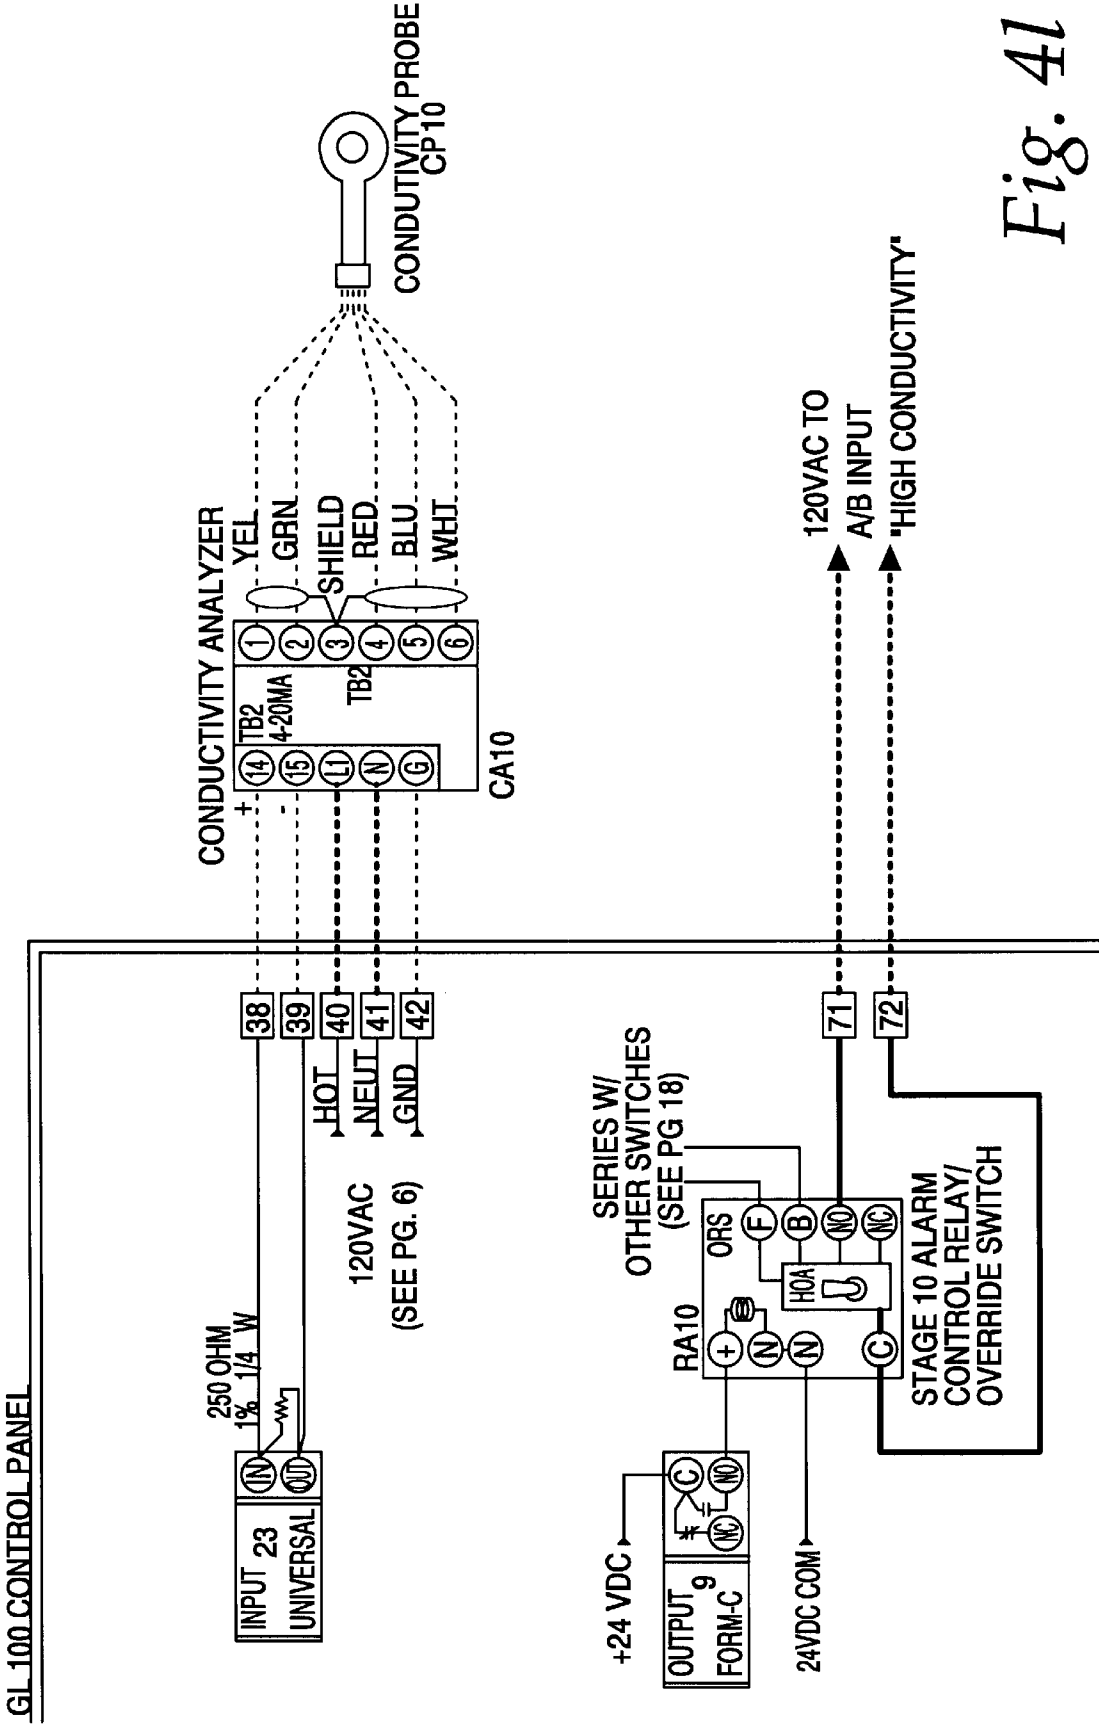 GL 100 CONTROL PANEL
INPUT 23
UNIVERSAL
IN
OUT
250 OHM
1% 1/4 W
38
39
40
41
42
HOT
NEUT
GND
120VAC
(SEE PG. 6)
CONDUCTIVITY ANALYZER
+
-
14
15
L1
N
G
TB2
4-20MA
TB2
1
2
3
4
5
6
CA10
YEL
GRN
SHIELD
RED
BLU
WHT
CONDUTIVITY PROBE
CP10
+24 VDC
OUTPUT 9
FORM-C
C
NO
NC
24VDC COM
RA10
ORS
+
N
N
C
HOA
F
B
NO
NC
SERIES W/
OTHER SWITCHES
(SEE PG 18)
STAGE 10 ALARM
CONTROL RELAY/
OVERRIDE SWITCH
71
72
120VAC TO
A/B INPUT
"HIGH CONDUCTIVITY"
Fig. 4l